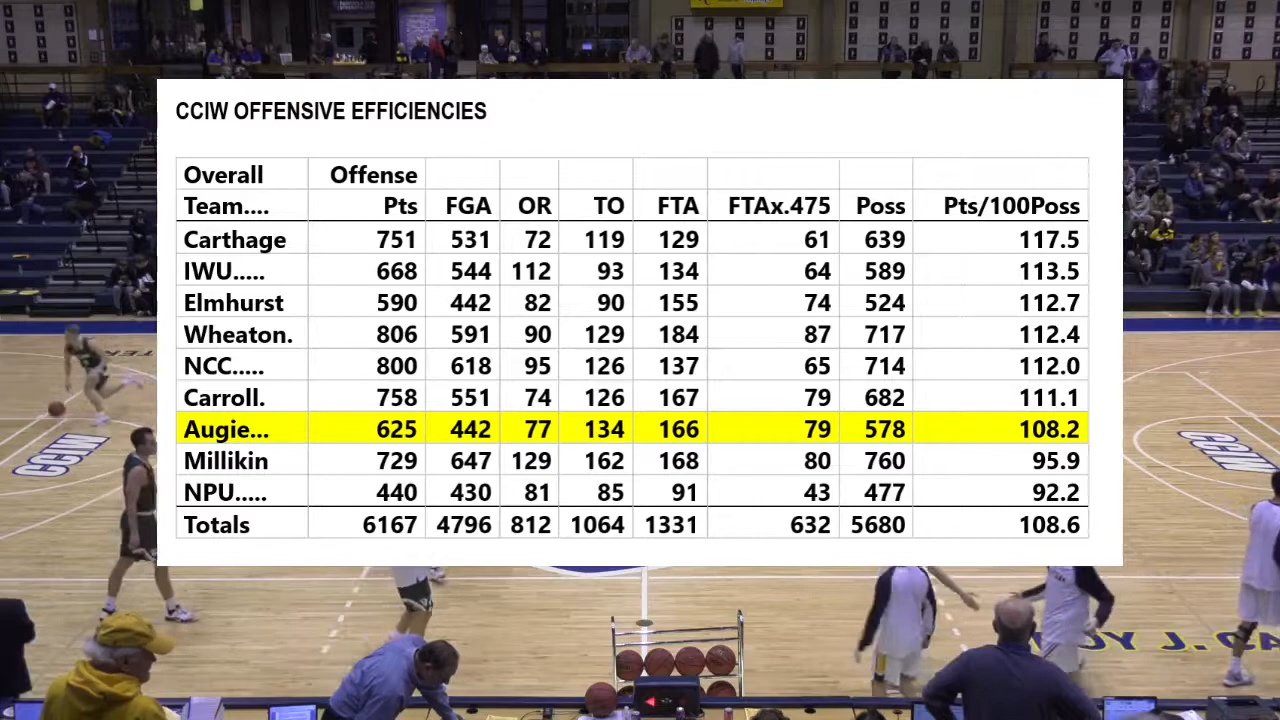 CCIW OFFENSIVE EFFICIENCIES
Overall Offense
Team.... Pts FGA OR TO FTA FTAx.475 Poss Pts/100Poss
Carthage 751 531 72 119 129 61 639 117.5
IWU..... 668 544 112 93 134 64 589 113.5
Elmhurst 590 442 82 90 155 74 524 112.7
Wheaton. 806 591 90 129 184 87 717 112.4
NCC..... 800 618 95 126 137 65 714 112.0
Carroll. 758 551 74 126 167 79 682 111.1
Augie... 625 442 77 134 166 79 578 108.2
Millikin 729 647 129 162 168 80 760 95.9
NPU..... 440 430 81 85 91 43 477 92.2
Totals 6167 4796 812 1064 1331 632 5680 108.6
CCIW
CCIW
OY J. CA